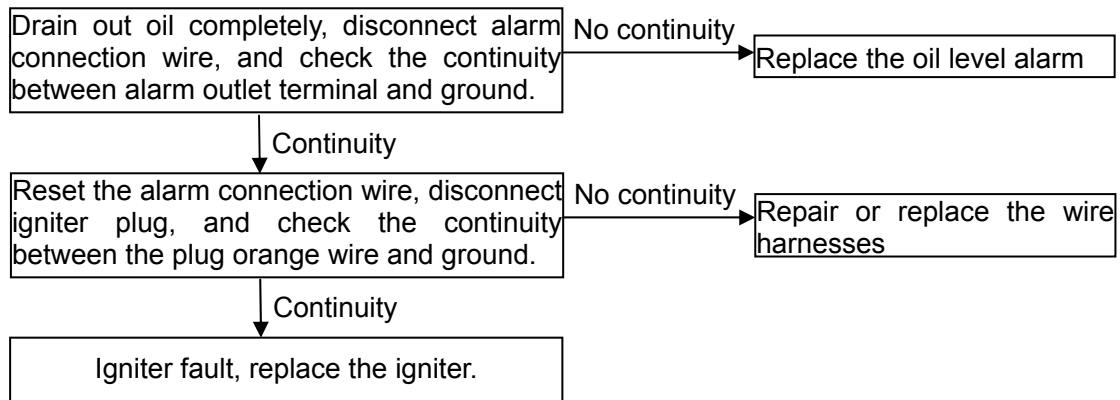 Drain out oil completely, disconnect alarm
connection wire, and check the continuity
between alarm outlet terminal and ground.
No continuity
Replace the oil level alarm
Continuity
Reset the alarm connection wire, disconnect
igniter plug, and check the continuity
between the plug orange wire and ground.
No continuity
Repair or replace the wire
harnesses
Continuity
Igniter fault, replace the igniter.